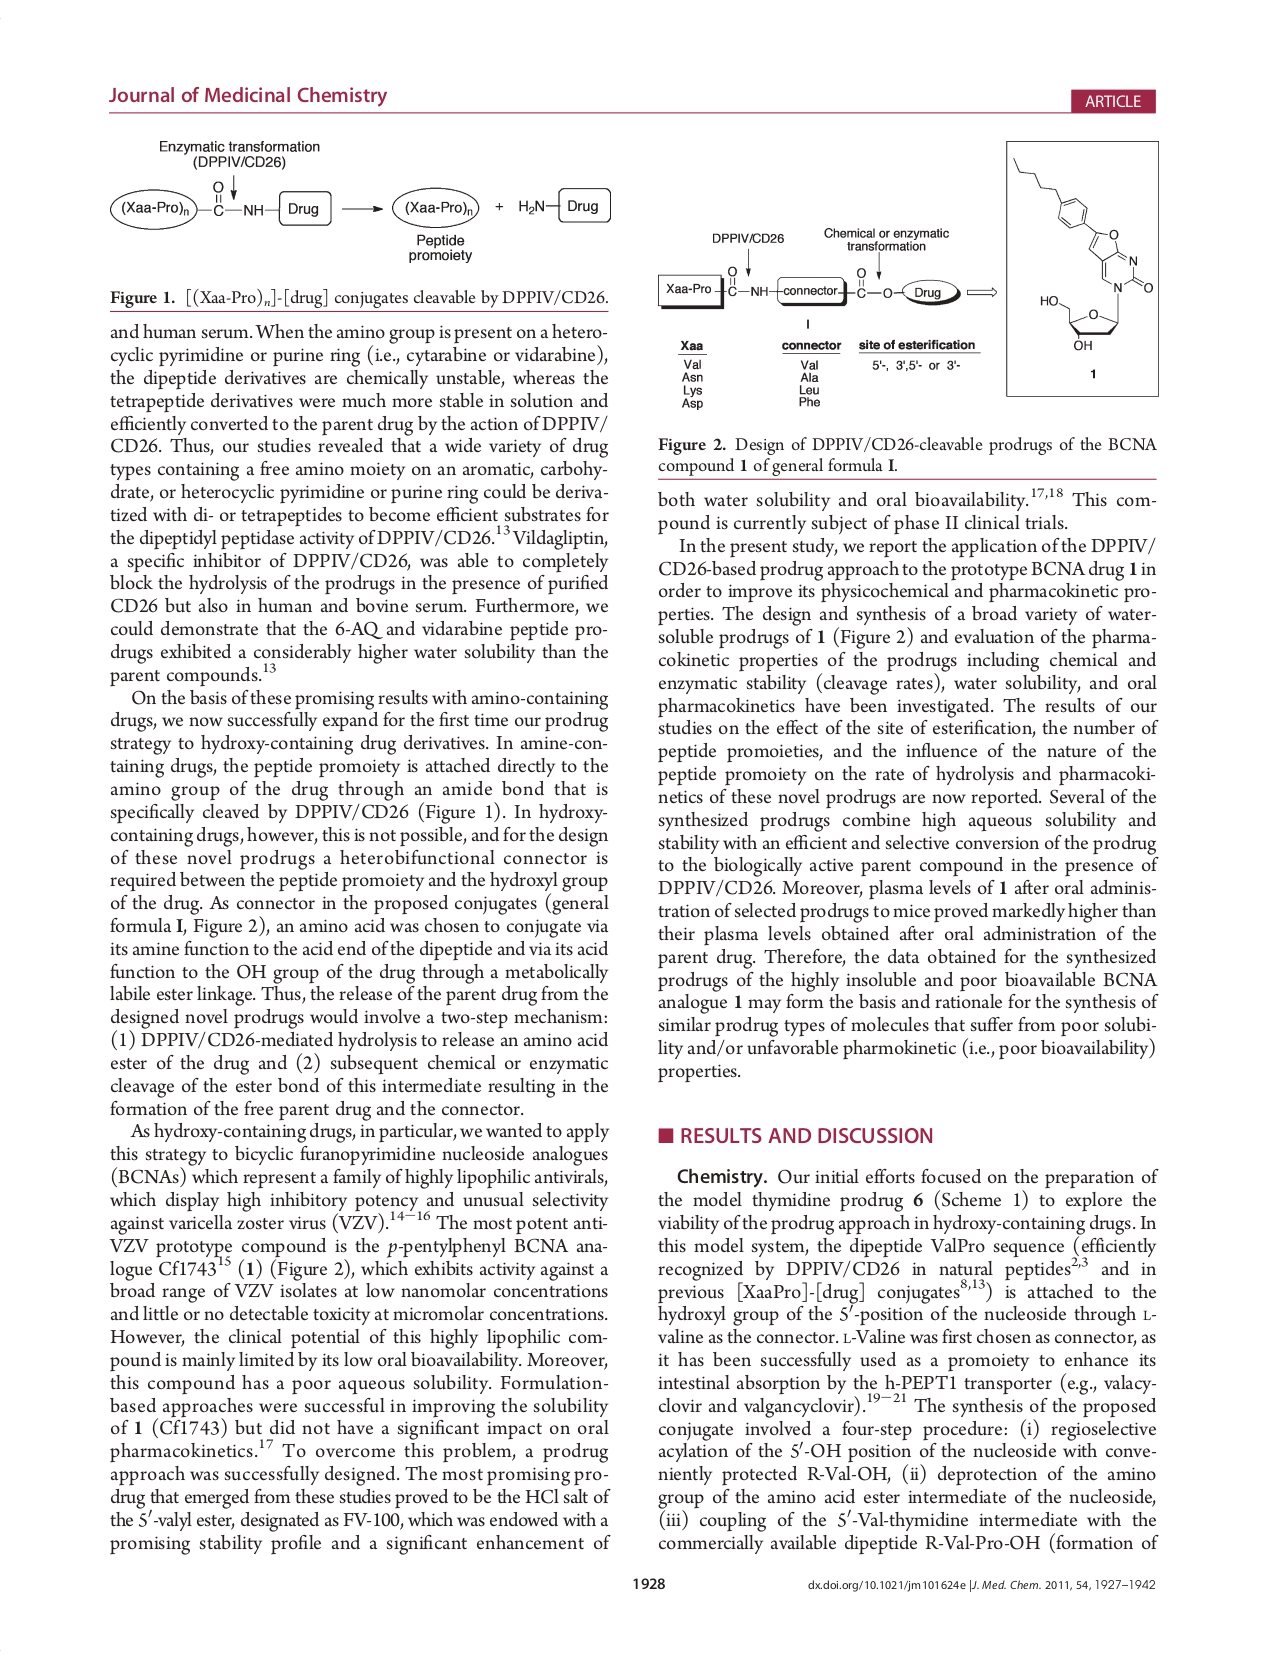 Journal of Medicinal Chemistry
ARTICLE
Enzymatic transformation
(DPPIV/CD26)
(Xaa-Pro)n
O
C
NH
Drug
(Xaa-Pro)n
+
H2N
Drug
Peptide
promoiety
Figure 1. [(Xaa-Pro)n]-[drug] conjugates cleavable by DPPIV/CD26.
and human serum. When the amino group is present on a hetero-
cyclic pyrimidine or purine ring (i.e., cytarabine or vidarabine),
the dipeptide derivatives are chemically unstable, whereas the
tetrapeptide derivatives were much more stable in solution and
efficiently converted to the parent drug by the action of DPPIV/
CD26. Thus, our studies revealed that a wide variety of drug
types containing a free amino moiety on an aromatic, carbohy-
drate, or heterocyclic pyrimidine or purine ring could be deriva-
tized with di- or tetrapeptides to become efficient substrates for
the dipeptidyl peptidase activity of DPPIV/CD26.13 Vildagliptin,
a specific inhibitor of DPPIV/CD26, was able to completely
block the hydrolysis of the prodrugs in the presence of purified
CD26 but also in human and bovine serum. Furthermore, we
could demonstrate that the 6-AQ and vidarabine peptide pro-
drugs exhibited a considerably higher water solubility than the
parent compounds.13
On the basis of these promising results with amino-containing
drugs, we now successfully expand for the first time our prodrug
strategy to hydroxy-containing drug derivatives. In amine-con-
taining drugs, the peptide promoiety is attached directly to the
amino group of the drug through an amide bond that is
specifically cleaved by DPPIV/CD26 (Figure 1). In hydroxy-
containing drugs, however, this is not possible, and for the design
of these novel prodrugs a heterobifunctional connector is
required between the peptide promoiety and the hydroxyl group
of the drug. As connector in the proposed conjugates (general
formula I, Figure 2), an amino acid was chosen to conjugate via
its amine function to the acid end of the dipeptide and via its acid
function to the OH group of the drug through a metabolically
labile ester linkage. Thus, the release of the parent drug from the
designed novel prodrugs would involve a two-step mechanism:
(1) DPPIV/CD26-mediated hydrolysis to release an amino acid
ester of the drug and (2) subsequent chemical or enzymatic
cleavage of the ester bond of this intermediate resulting in the
formation of the free parent drug and the connector.
As hydroxy-containing drugs, in particular, we wanted to apply
this strategy to bicyclic furanopyrimidine nucleoside analogues
(BCNAs) which represent a family of highly lipophilic antivirals,
which display high inhibitory potency and unusual selectivity
against varicella zoster virus (VZV).14−16 The most potent anti-
VZV prototype compound is the p-pentylphenyl BCNA ana-
logue Cf174315 (1) (Figure 2), which exhibits activity against a
broad range of VZV isolates at low nanomolar concentrations
and little or no detectable toxicity at micromolar concentrations.
However, the clinical potential of this highly lipophilic com-
pound is mainly limited by its low oral bioavailability. Moreover,
this compound has a poor aqueous solubility. Formulation-
based approaches were successful in improving the solubility
of 1 (Cf1743) but did not have a significant impact on oral
pharmacokinetics.17 To overcome this problem, a prodrug
approach was successfully designed. The most promising pro-
drug that emerged from these studies proved to be the HCl salt of
the 5′-valyl ester, designated as FV-100, which was endowed with a
promising stability profile and a significant enhancement of
DPPIV/CD26
Chemical or enzymatic
transformation
Xaa-Pro
O
C
NH
connector
O
C
O
Drug
I
Xaa
connector
site of esterification
Val
Val
5'-, 3',5'- or 3'-
Asn
Ala
Lys
Leu
Asp
Phe
O
N
N
O
HO
O
OH
1
Figure 2. Design of DPPIV/CD26-cleavable prodrugs of the BCNA
compound 1 of general formula I.
both water solubility and oral bioavailability.17,18 This com-
pound is currently subject of phase II clinical trials.
In the present study, we report the application of the DPPIV/
CD26-based prodrug approach to the prototype BCNA drug 1 in
order to improve its physicochemical and pharmacokinetic pro-
perties. The design and synthesis of a broad variety of water-
soluble prodrugs of 1 (Figure 2) and evaluation of the pharma-
cokinetic properties of the prodrugs including chemical and
enzymatic stability (cleavage rates), water solubility, and oral
pharmacokinetics have been investigated. The results of our
studies on the effect of the site of esterification, the number of
peptide promoieties, and the influence of the nature of the
peptide promoiety on the rate of hydrolysis and pharmacoki-
netics of these novel prodrugs are now reported. Several of the
synthesized prodrugs combine high aqueous solubility and
stability with an efficient and selective conversion of the prodrug
to the biologically active parent compound in the presence of
DPPIV/CD26. Moreover, plasma levels of 1 after oral adminis-
tration of selected prodrugs to mice proved markedly higher than
their plasma levels obtained after oral administration of the
parent drug. Therefore, the data obtained for the synthesized
prodrugs of the highly insoluble and poor bioavailable BCNA
analogue 1 may form the basis and rationale for the synthesis of
similar prodrug types of molecules that suffer from poor solubi-
lity and/or unfavorable pharmokinetic (i.e., poor bioavailability)
properties.
■ RESULTS AND DISCUSSION
Chemistry. Our initial efforts focused on the preparation of
the model thymidine prodrug 6 (Scheme 1) to explore the
viability of the prodrug approach in hydroxy-containing drugs. In
this model system, the dipeptide ValPro sequence (efficiently
recognized by DPPIV/CD26 in natural peptides2,3 and in
previous [XaaPro]-[drug] conjugates8,13) is attached to the
hydroxyl group of the 5′-position of the nucleoside through L-
valine as the connector. L-Valine was first chosen as connector, as
it has been successfully used as a promoiety to enhance its
intestinal absorption by the h-PEPT1 transporter (e.g., valacy-
clovir and valgancyclovir).19−21 The synthesis of the proposed
conjugate involved a four-step procedure: (i) regioselective
acylation of the 5′-OH position of the nucleoside with conve-
niently protected R-Val-OH, (ii) deprotection of the amino
group of the amino acid ester intermediate of the nucleoside,
(iii) coupling of the 5′-Val-thymidine intermediate with the
commercially available dipeptide R-Val-Pro-OH (formation of
1928
dx.doi.org/10.1021/jm101624e |J. Med. Chem. 2011, 54, 1927–1942